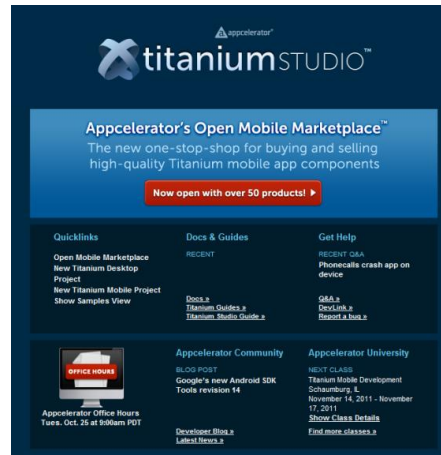 appcelerator®
titanium STUDIO™
Appcelerator's Open Mobile Marketplace™
The new one-stop-shop for buying and selling
high-quality Titanium mobile app components
Now open with over 50 products!
Quicklinks
Open Mobile Marketplace
New Titanium Desktop
Project
New Titanium Mobile Project
Show Samples View
Docs & Guides
RECENT
Docs »
Titanium Guides »
Titanium Studio Guide »
Get Help
RECENT Q&A
Phonecalls crash app on
device
Q&A »
DevLink »
Report a bug »
OFFICE HOURS
Appcelerator Office Hours
Tues. Oct. 25 at 9:00am PDT
Appcelerator Community
BLOG POST
Google's new Android SDK
Tools revision 14
Developer Blog »
Latest News »
Appcelerator University
NEXT CLASS
Titanium Mobile Development
Schaumburg, IL
November 14, 2011 - November
17, 2011
Show Class Details
Find more classes »